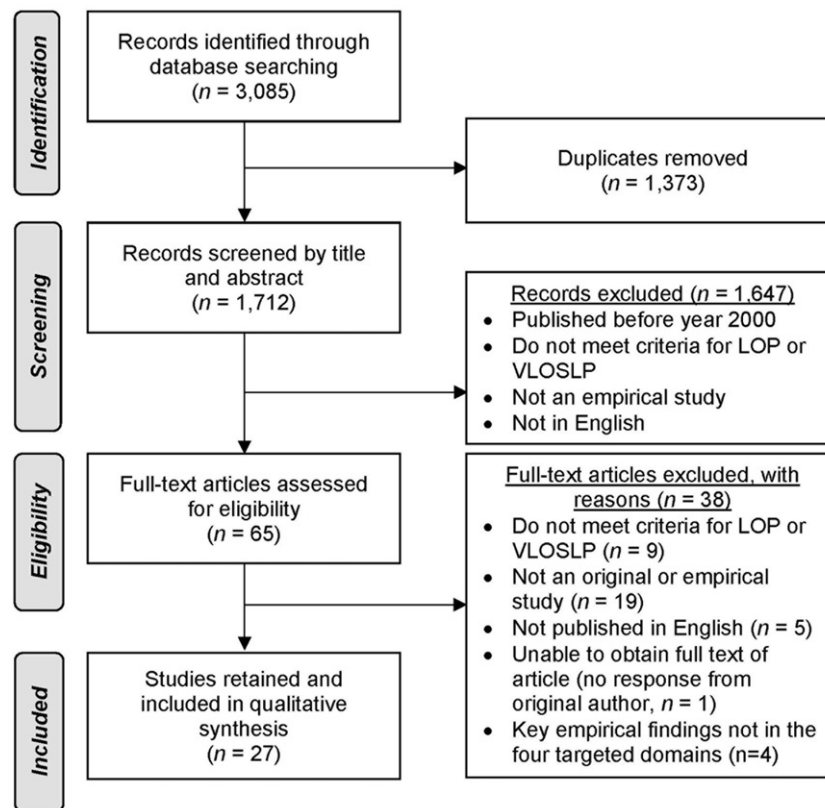 Identification
Records identified through
database searching
(n = 3,085)
Duplicates removed
(n = 1,373)
Screening
Records screened by title
and abstract
(n = 1,712)
Records excluded (n = 1,647)
• Published before year 2000
• Do not meet criteria for LOP or
VLOSLP
• Not an empirical study
• Not in English
Eligibility
Full-text articles assessed
for eligibility
(n = 65)
Full-text articles excluded, with
reasons (n = 38)
• Do not meet criteria for LOP or
VLOSLP (n = 9)
• Not an original or empirical
study (n = 19)
• Not published in English (n = 5)
• Unable to obtain full text of
article (no response from
original author, n = 1)
• Key empirical findings not in the
four targeted domains (n=4)
Included
Studies retained and
included in qualitative
synthesis
(n = 27)